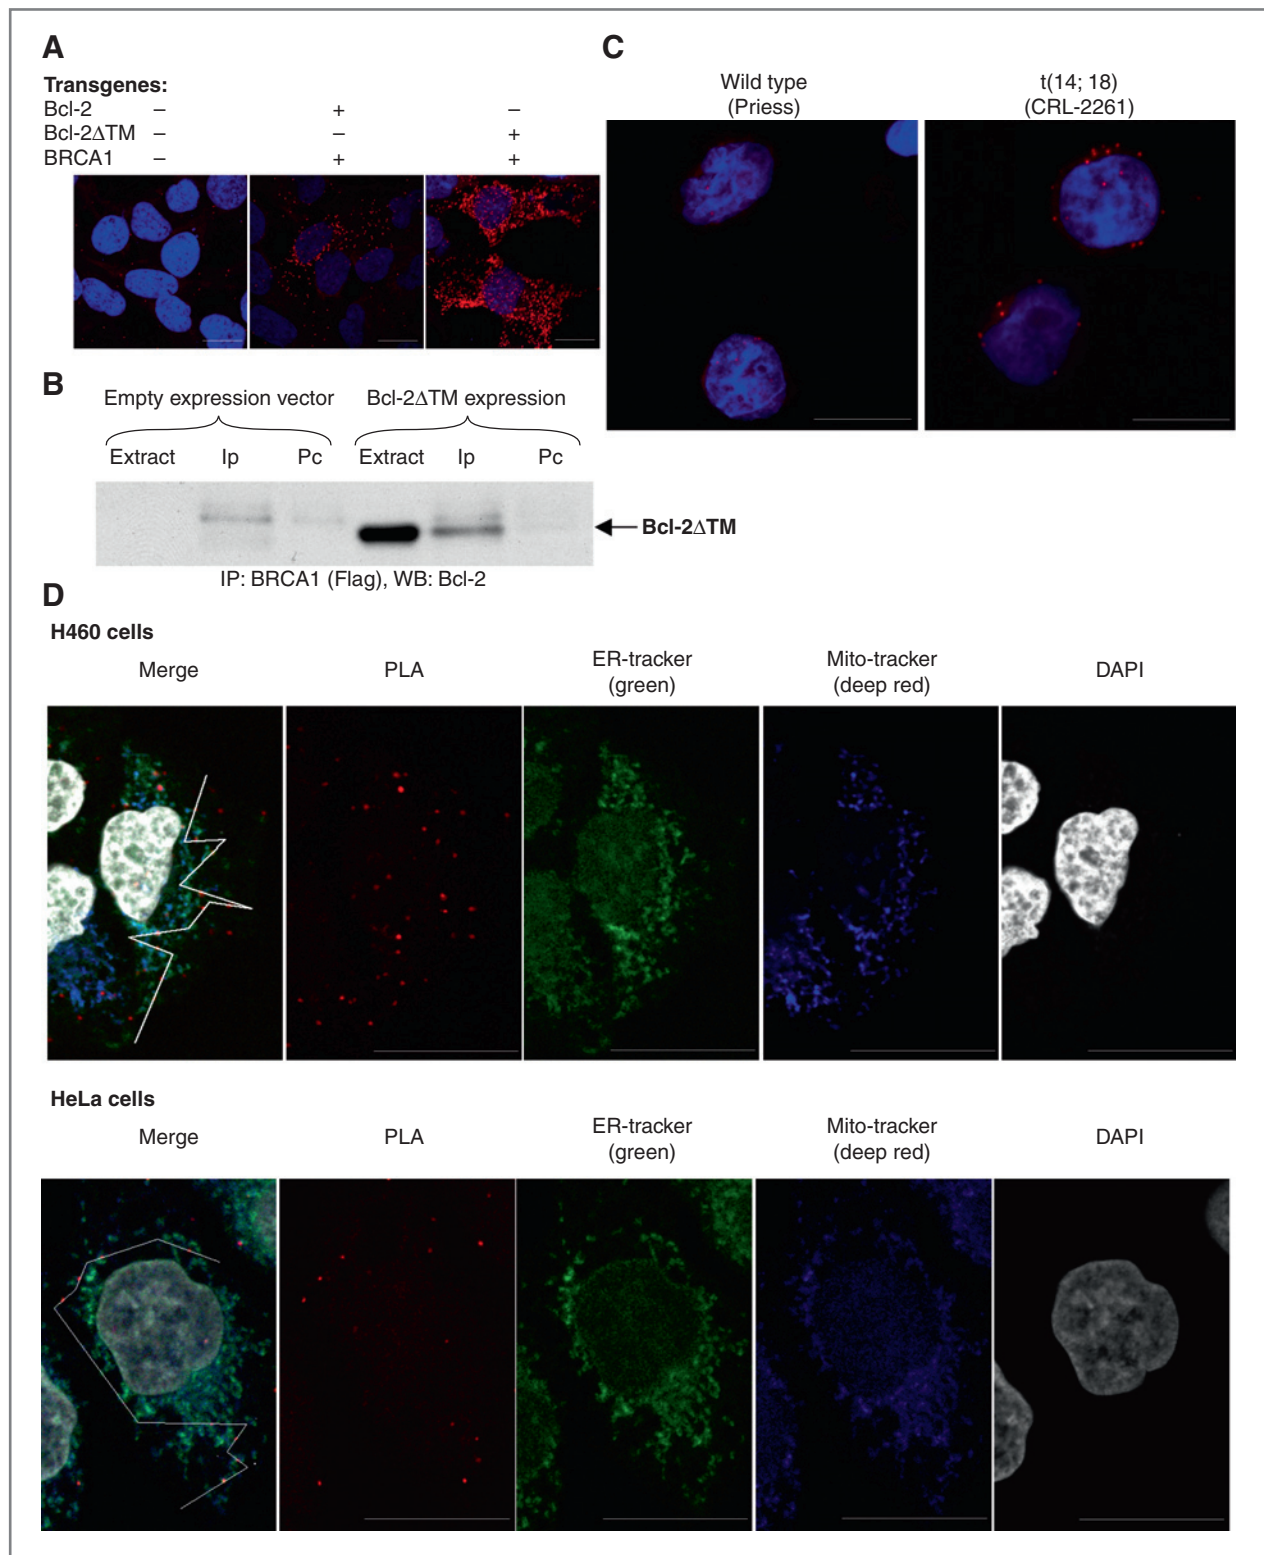 A
Transgenes:
Bcl-2 – + –
Bcl-2ΔTM – – +
BRCA1 – + +
B
Empty expression vector Bcl-2ΔTM expression
Extract Ip Pc Extract Ip Pc
Bcl-2ΔTM
IP: BRCA1 (Flag), WB: Bcl-2
C
Wild type
(Priess)
t(14; 18)
(CRL-2261)
D
H460 cells
Merge PLA ER-tracker (green) Mito-tracker (deep red) DAPI
HeLa cells
Merge PLA ER-tracker (green) Mito-tracker (deep red) DAPI